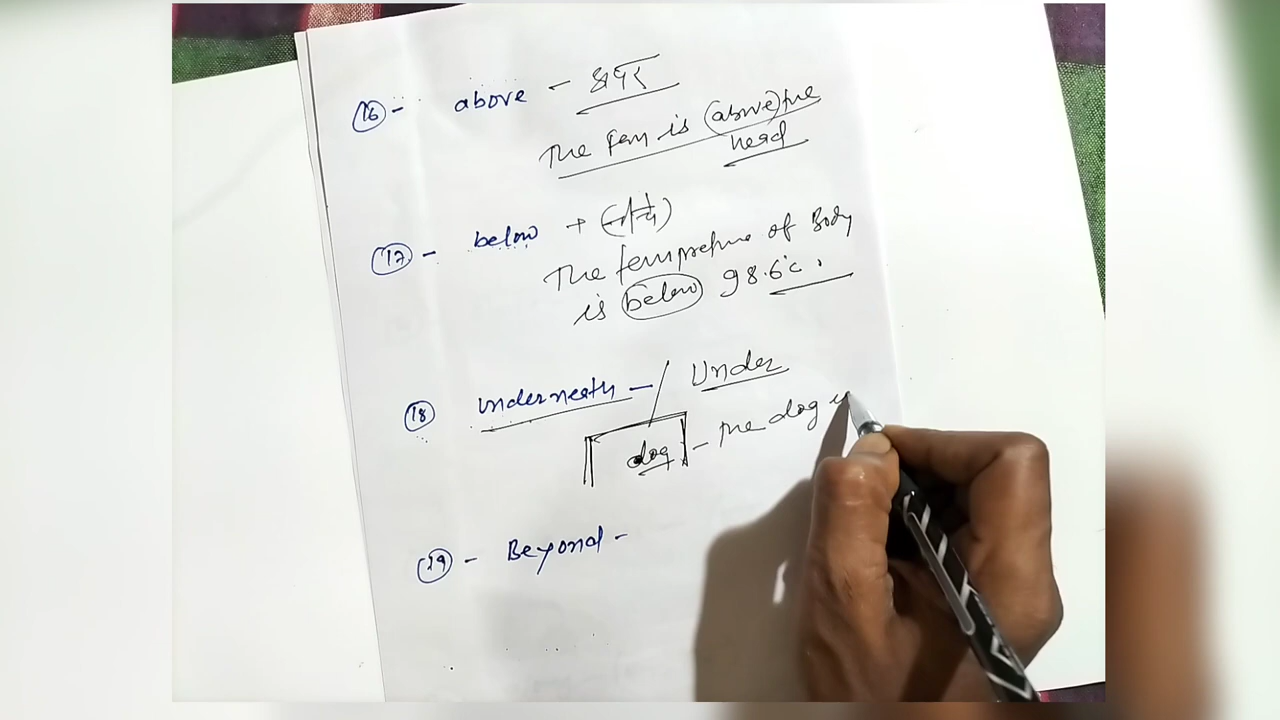 16 - above - ऊपर
The Fan is above the
head
17 - below +
The temprature of Body
is below 98.6°c.
18 underneath - / Under
dog - the dog
19 - Beyond -